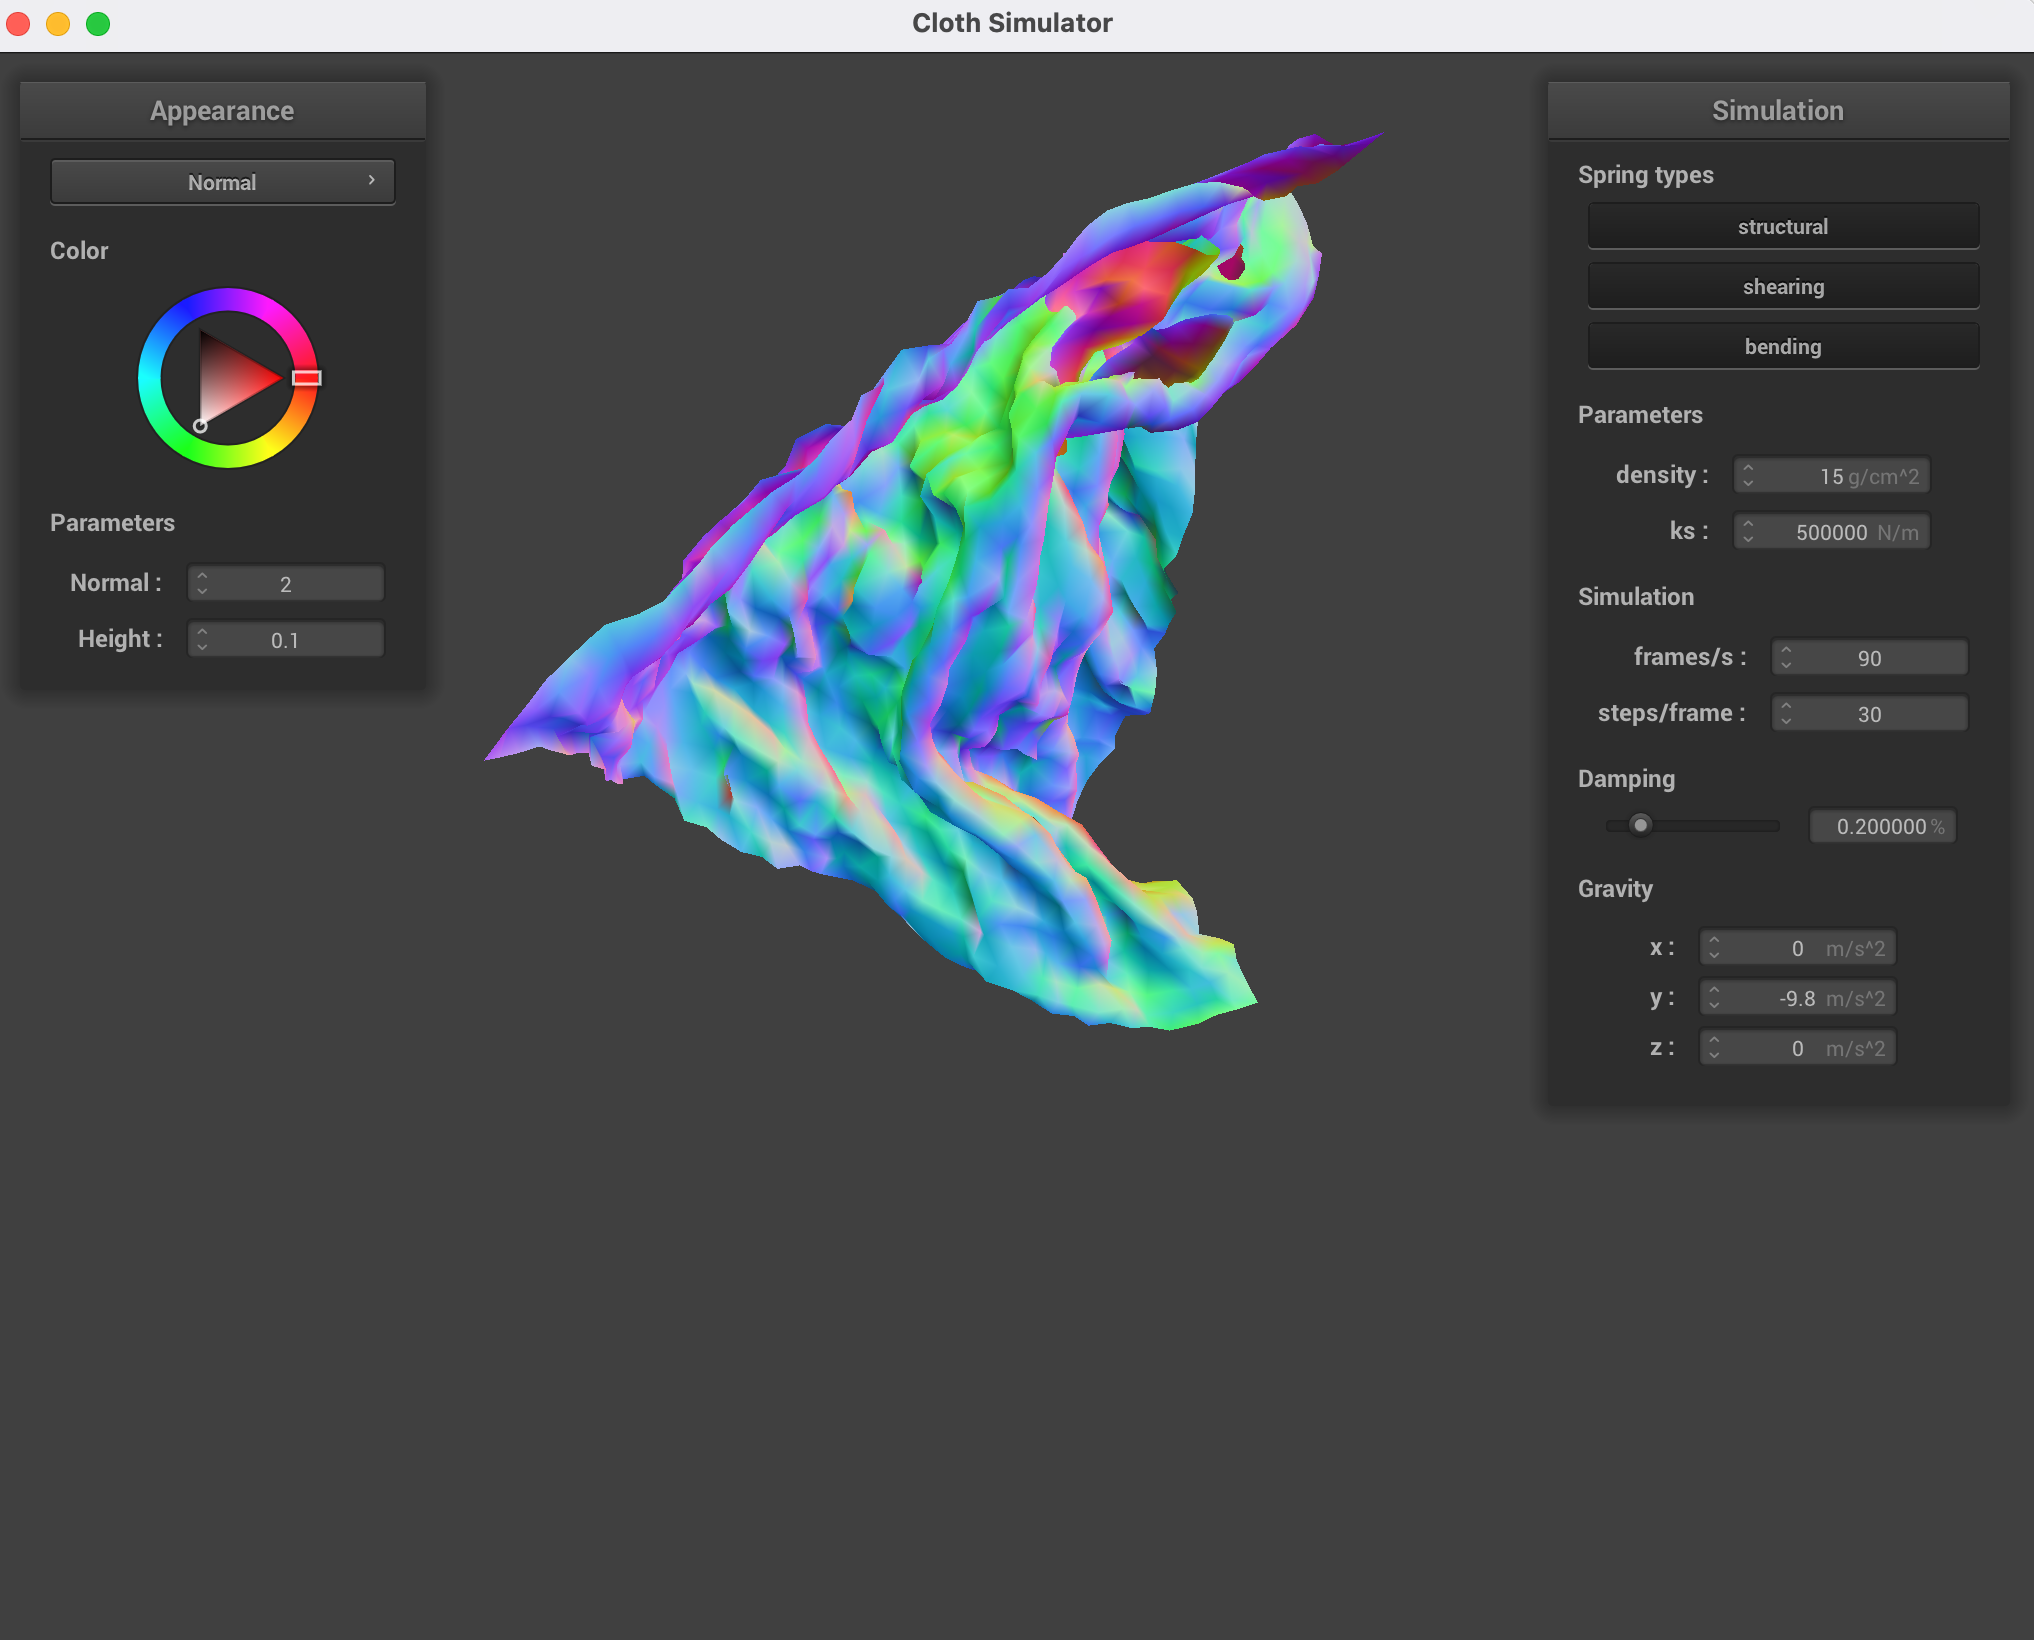 Cloth Simulator
Appearance
Normal
Color
Parameters
Normal : 2
Height : 0.1
Simulation
Spring types
structural
shearing
bending
Parameters
density : 15 g/cm^2
ks : 500000 N/m
Simulation
frames/s : 90
steps/frame : 30
Damping
0.200000 %
Gravity
x : 0 m/s^2
y : -9.8 m/s^2
z : 0 m/s^2